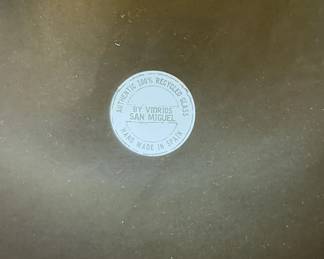 AUTHENTIC 100% RECYCLED GLASS
BY VIDRIOS
SAN MIGUEL
HAND MADE IN SPAIN